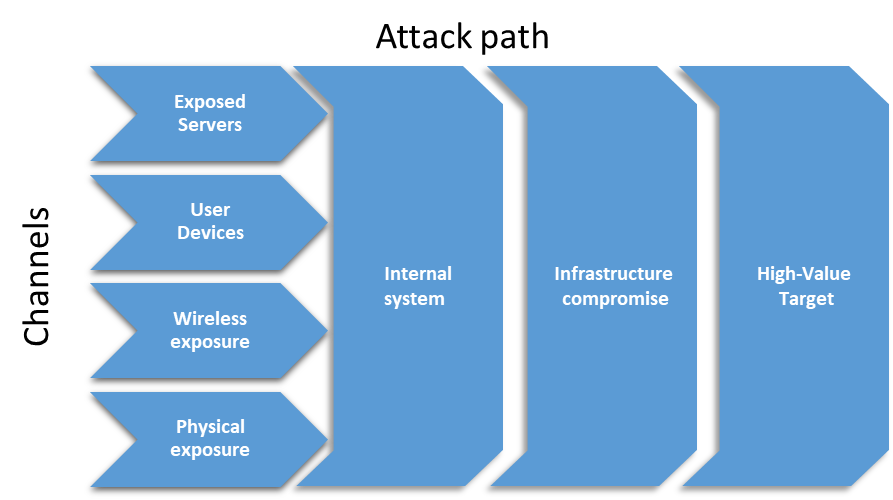 Attack path
Channels
Exposed
Servers
User
Devices
Wireless
exposure
Physical
exposure
Internal
system
Infrastructure
compromise
High-Value
Target